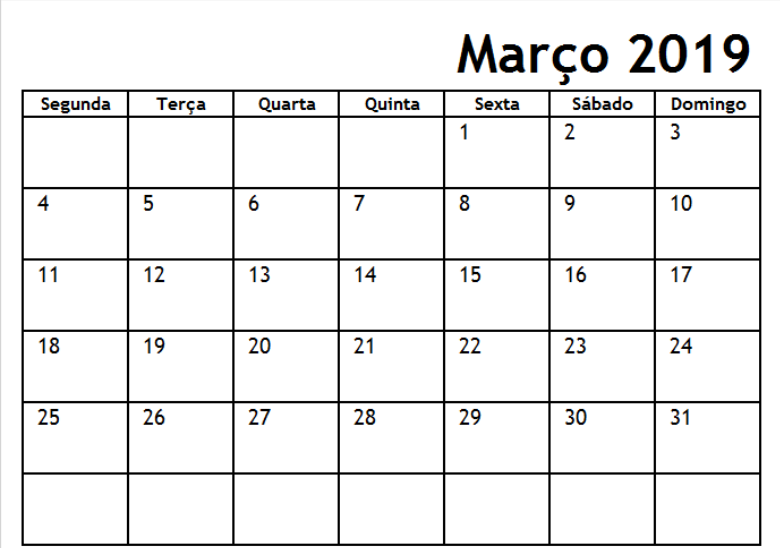 Março 2019
Segunda Terça Quarta Quinta Sexta Sábado Domingo
1 2 3
4 5 6 7 8 9 10
11 12 13 14 15 16 17
18 19 20 21 22 23 24
25 26 27 28 29 30 31